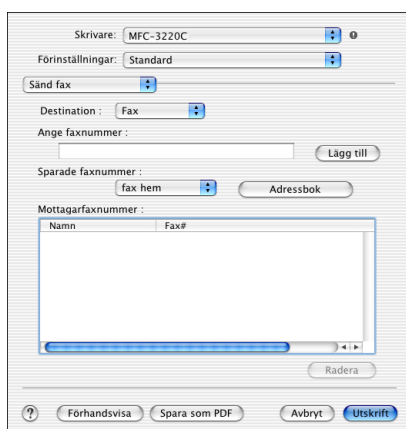 Skrivare: MFC-3220C
Förinställningar: Standard
Sänd fax
Destination : Fax
Ange faxnummer :
Lägg till
Sparade faxnummer :
fax hem Adressbok
Mottagarfaxnummer :
Namn Fax#
Radera
? Förhandsvisa Spara som PDF Avbryt Utskrift